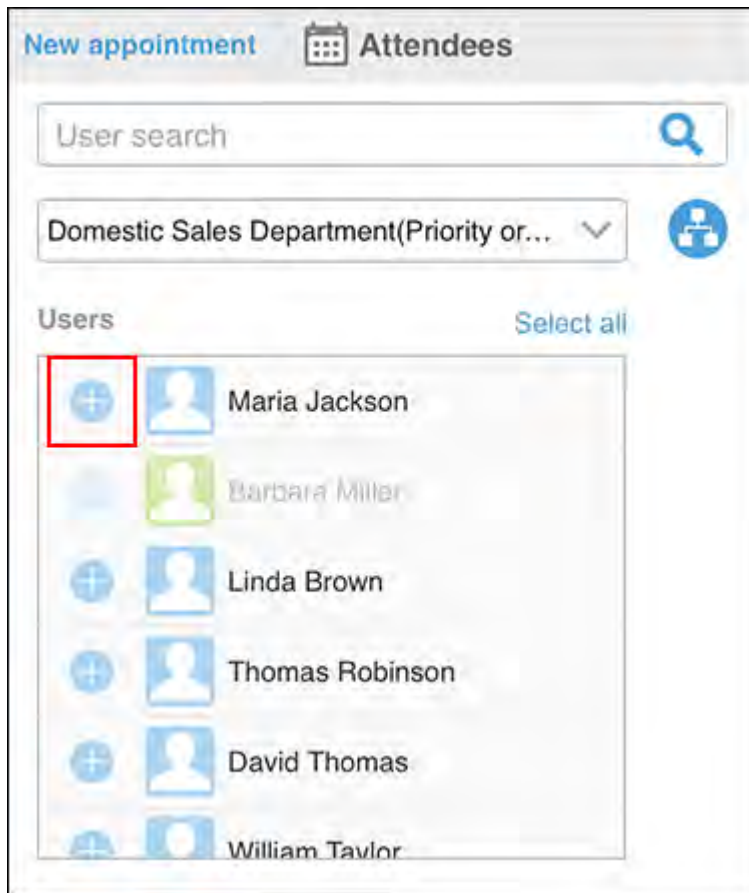 New appointment Attendees
User search
Domestic Sales Department(Priority or...
Users Select all
Maria Jackson
Barbara Miller
Linda Brown
Thomas Robinson
David Thomas
William Taylor